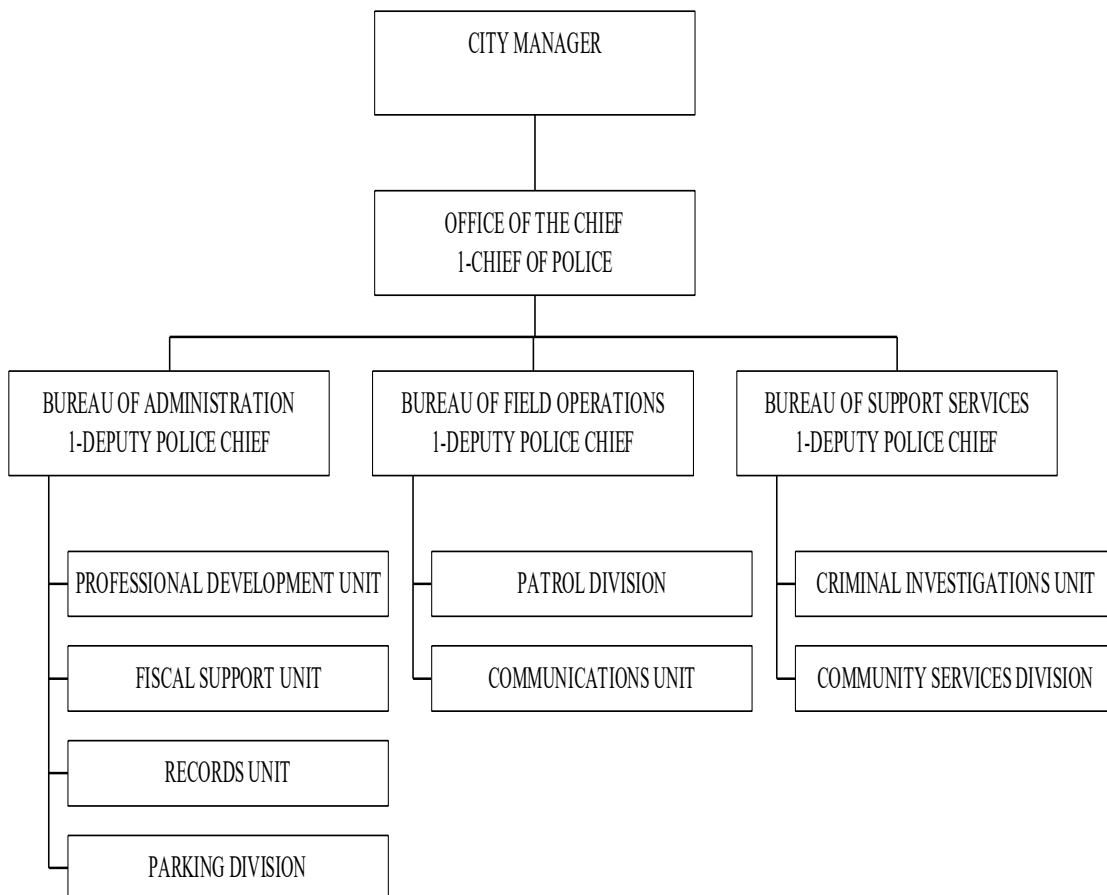 CITY MANAGER
OFFICE OF THE CHIEF
1-CHIEF OF POLICE
BUREAU OF ADMINISTRATION
1-DEPUTY POLICE CHIEF
BUREAU OF FIELD OPERATIONS
1-DEPUTY POLICE CHIEF
BUREAU OF SUPPORT SERVICES
1-DEPUTY POLICE CHIEF
PROFESSIONAL DEVELOPMENT UNIT
FISCAL SUPPORT UNIT
RECORDS UNIT
PARKING DIVISION
PATROL DIVISION
COMMUNICATIONS UNIT
CRIMINAL INVESTIGATIONS UNIT
COMMUNITY SERVICES DIVISION